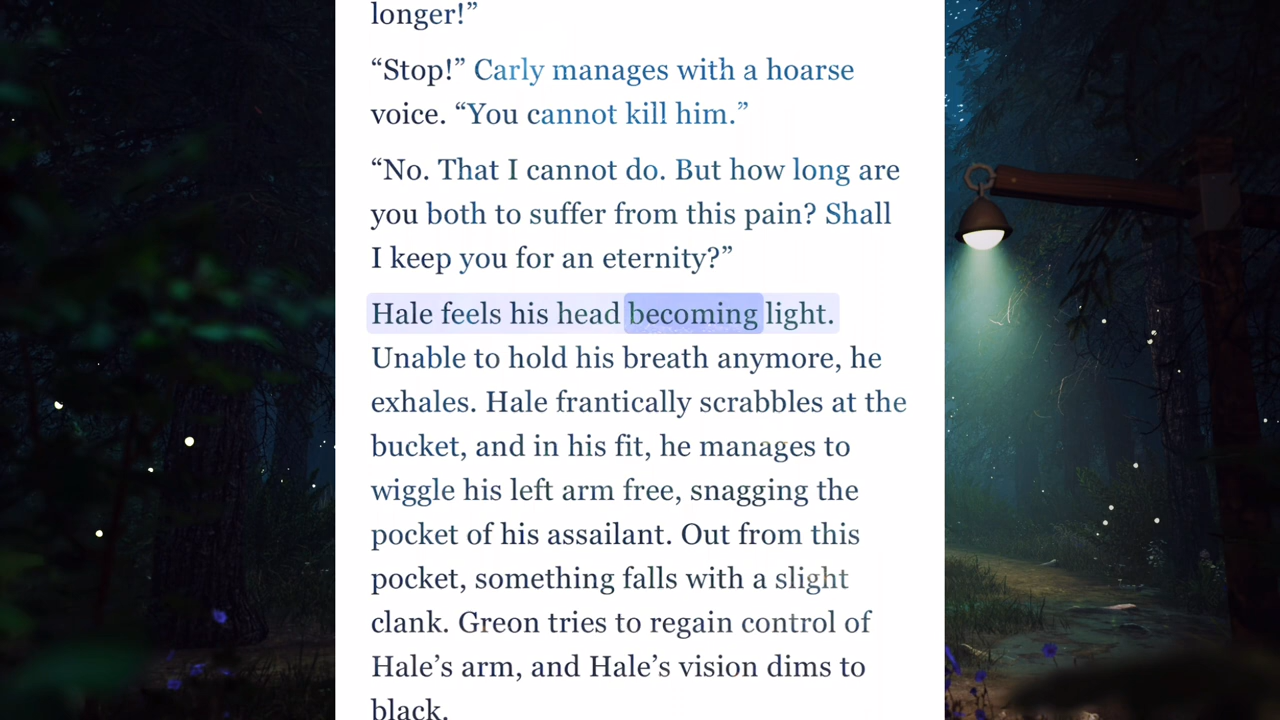 longer!”
“Stop!” Carly manages with a hoarse
voice. “You cannot kill him.”
“No. That I cannot do. But how long are
you both to suffer from this pain? Shall
I keep you for an eternity?”
Hale feels his head becoming light.
Unable to hold his breath anymore, he
exhales. Hale frantically scrabbles at the
bucket, and in his fit, he manages to
wiggle his left arm free, snagging the
pocket of his assailant. Out from this
pocket, something falls with a slight
clank. Greon tries to regain control of
Hale’s arm, and Hale’s vision dims to
black.